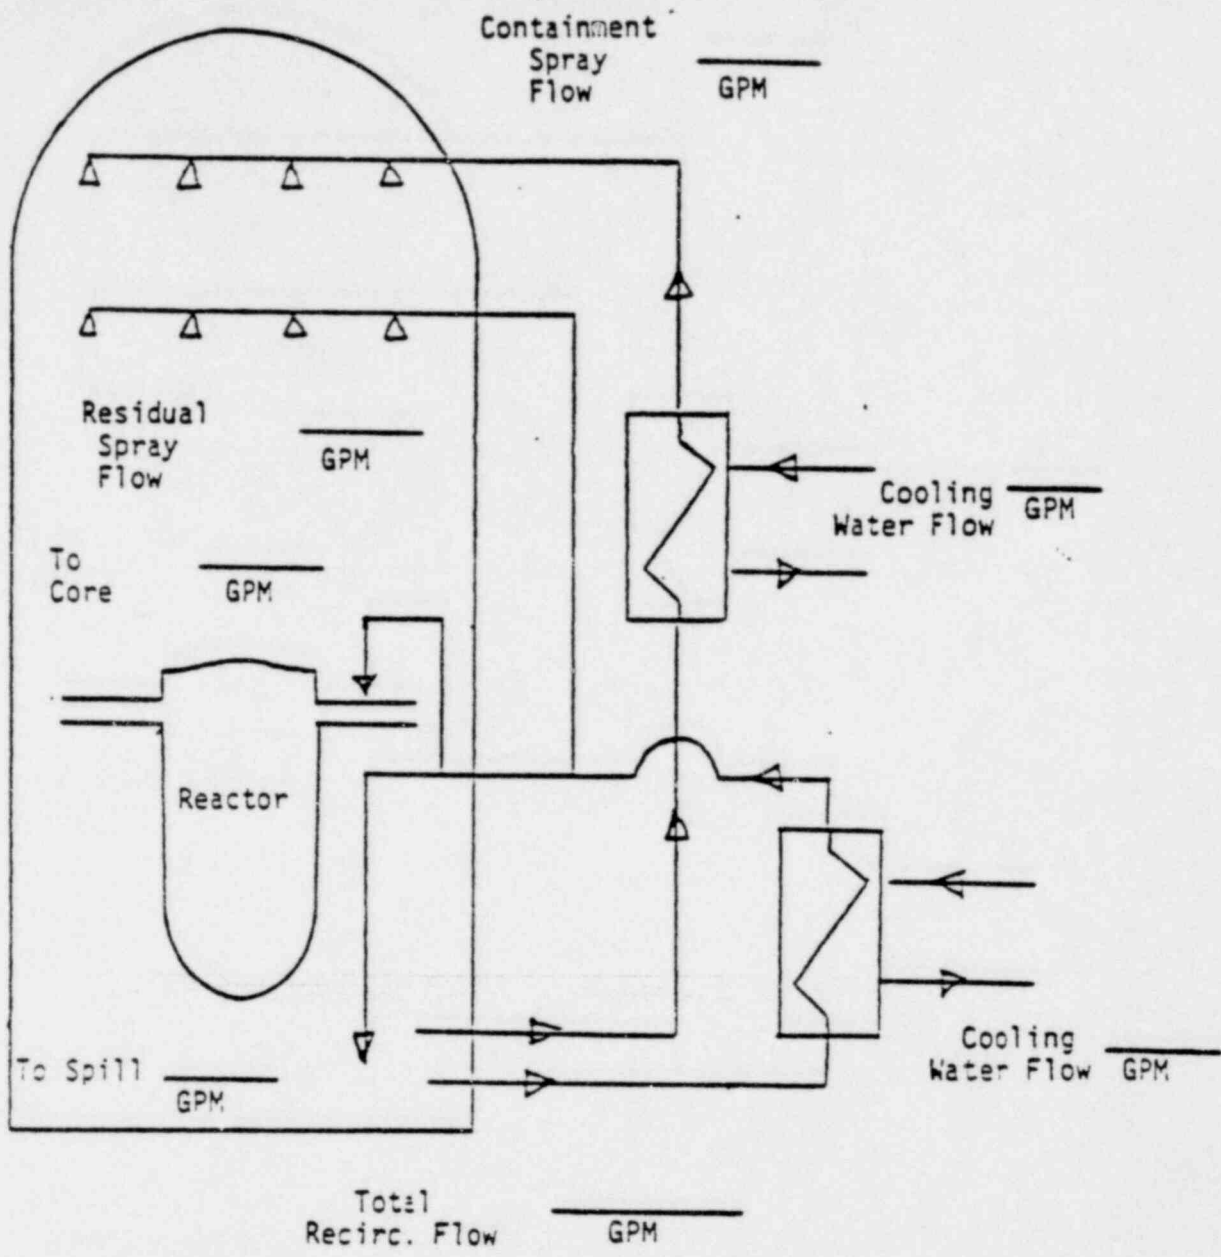 Containment
Spray
Flow
GPM
Residual
Spray
Flow
GPM
Cooling
Water Flow
GPM
To
Core
GPM
Reactor
Cooling
Water Flow
GPM
To Spill
GPM
Total
Recirc. Flow
GPM